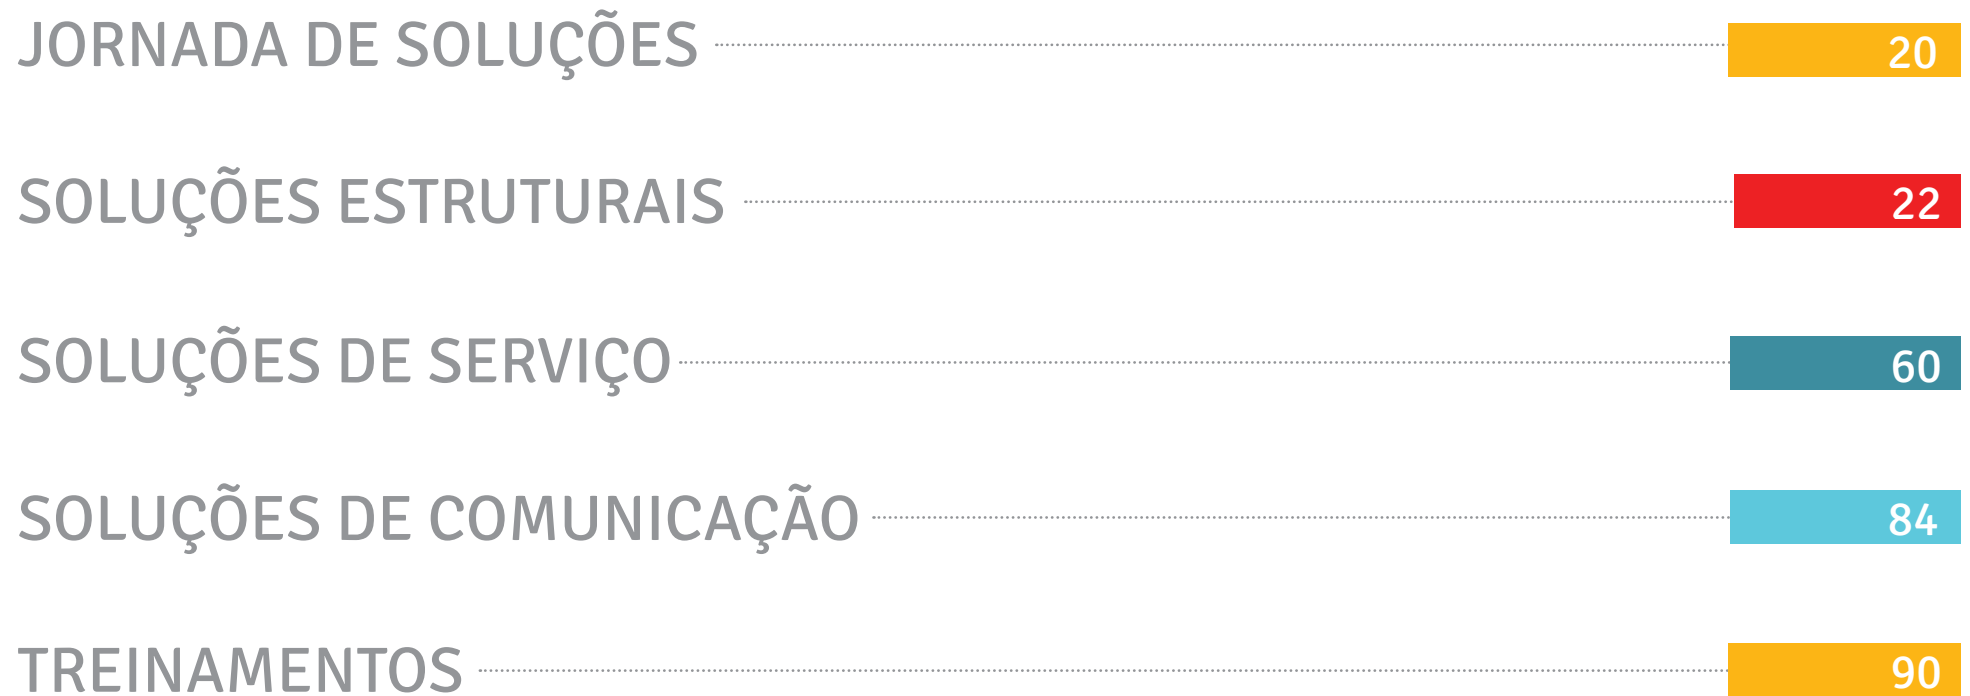 JORNADA DE SOLUÇÕES 20
SOLUÇÕES ESTRUTURAIS 22
SOLUÇÕES DE SERVIÇO 60
SOLUÇÕES DE COMUNICAÇÃO 84
TREINAMENTOS 90